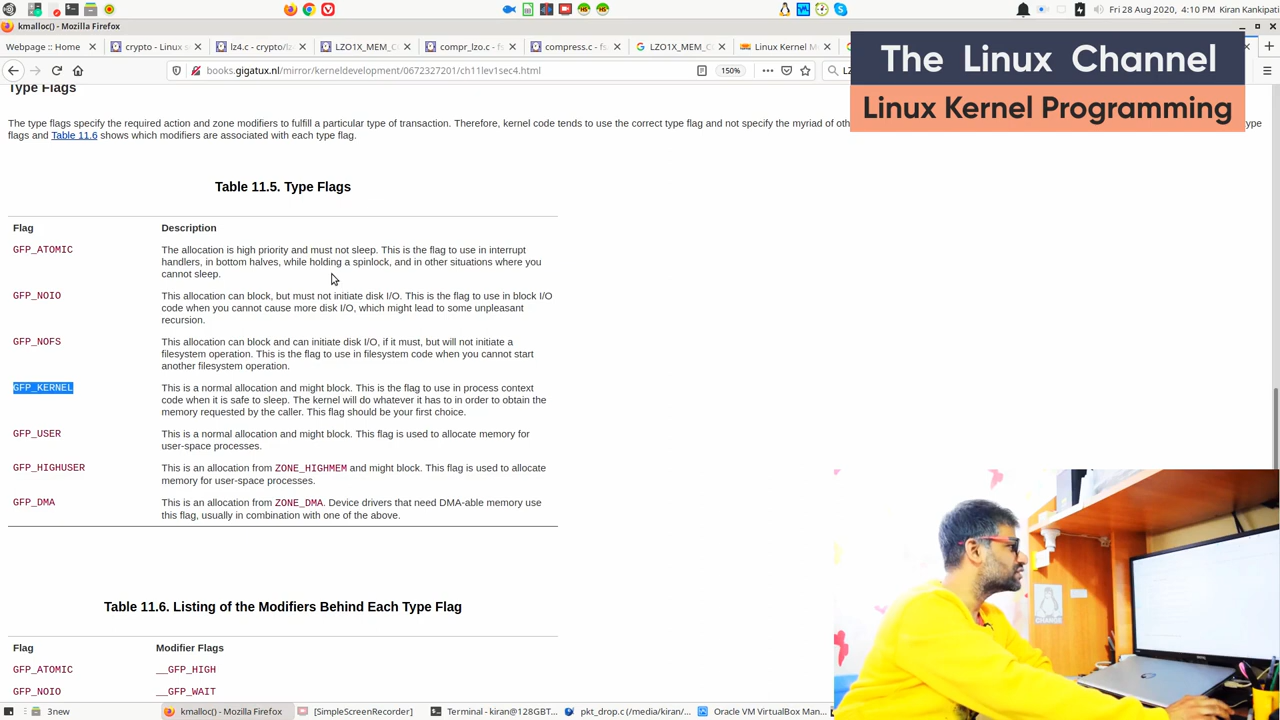 Fri 28 Aug 2020, 4:10 PM Kiran Kankipati
kmalloc() - Mozilla Firefox
Webpage :: Home
crypto - Linux s
lz4.c - crypto/lz
LZO1X_MEM_C
compr_lzo.c - fs
compress.c - fs
LZO1X_MEM_C
Linux Kernel M
books.gigatux.nl/mirror/kerneldevelopment/0672327201/ch11lev1sec4.html
150%
LZ
The Linux Channel
Linux Kernel Programming
Type Flags
The type flags specify the required action and zone modifiers to fulfill a particular type of transaction. Therefore, kernel code tends to use the correct type flag and not specify the myriad of oth
ype
flags and Table 11.6 shows which modifiers are associated with each type flag.
Table 11.5. Type Flags
Flag Description
GFP_ATOMIC The allocation is high priority and must not sleep. This is the flag to use in interrupt
handlers, in bottom halves, while holding a spinlock, and in other situations where you
cannot sleep.
GFP_NOIO This allocation can block, but must not initiate disk I/O. This is the flag to use in block I/O
code when you cannot cause more disk I/O, which might lead to some unpleasant
recursion.
GFP_NOFS This allocation can block and can initiate disk I/O, if it must, but will not initiate a
filesystem operation. This is the flag to use in filesystem code when you cannot start
another filesystem operation.
GFP_KERNEL This is a normal allocation and might block. This is the flag to use in process context
code when it is safe to sleep. The kernel will do whatever it has to in order to obtain the
memory requested by the caller. This flag should be your first choice.
GFP_USER This is a normal allocation and might block. This flag is used to allocate memory for
user-space processes.
GFP_HIGHUSER This is an allocation from ZONE_HIGHMEM and might block. This flag is used to allocate
memory for user-space processes.
GFP_DMA This is an allocation from ZONE_DMA. Device drivers that need DMA-able memory use
this flag, usually in combination with one of the above.
Table 11.6. Listing of the Modifiers Behind Each Type Flag
Flag Modifier Flags
GFP_ATOMIC __GFP_HIGH
GFP_NOIO __GFP_WAIT
CHANGE
3new
kmalloc() - Mozilla Firefox
[SimpleScreenRecorder]
Terminal - kiran@128GBT...
pkt_drop.c (/media/kiran/...
Oracle VM VirtualBox Man...